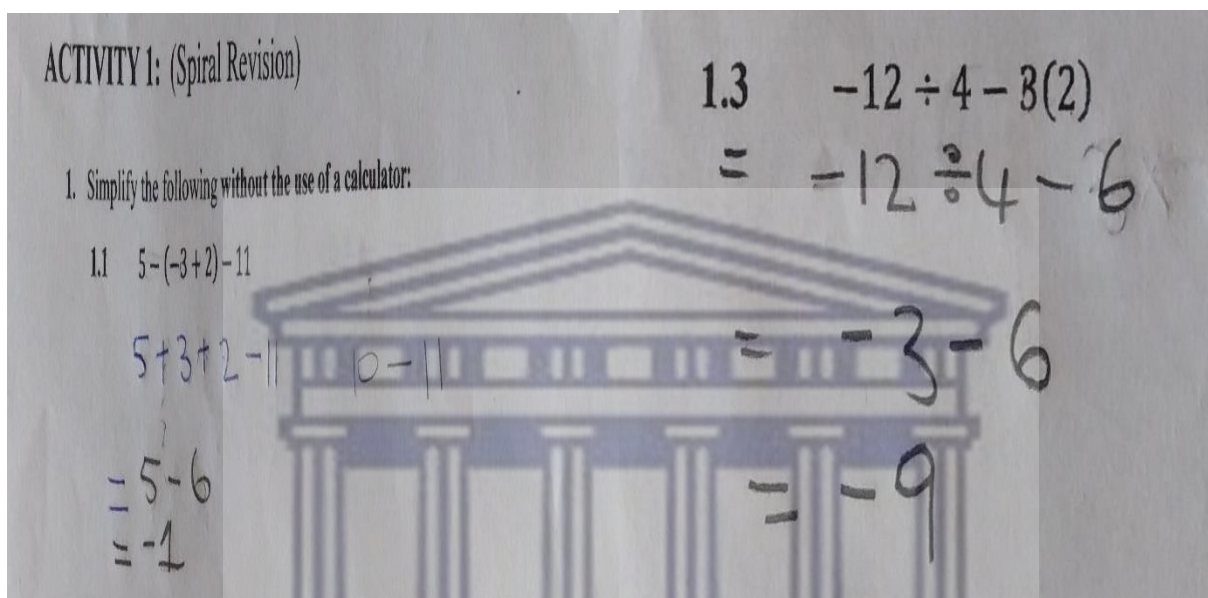 ACTIVITY 1: (Spiral Revision)
1. Simplify the following without the use of a calculator:
1.1 5-(-3+2)-11
5+3+2-11 10-11
= 5-6
= -1
1.3 -12 ÷ 4 - 3(2)
= -12 ÷ 4 - 6
= -3 - 6
= -9